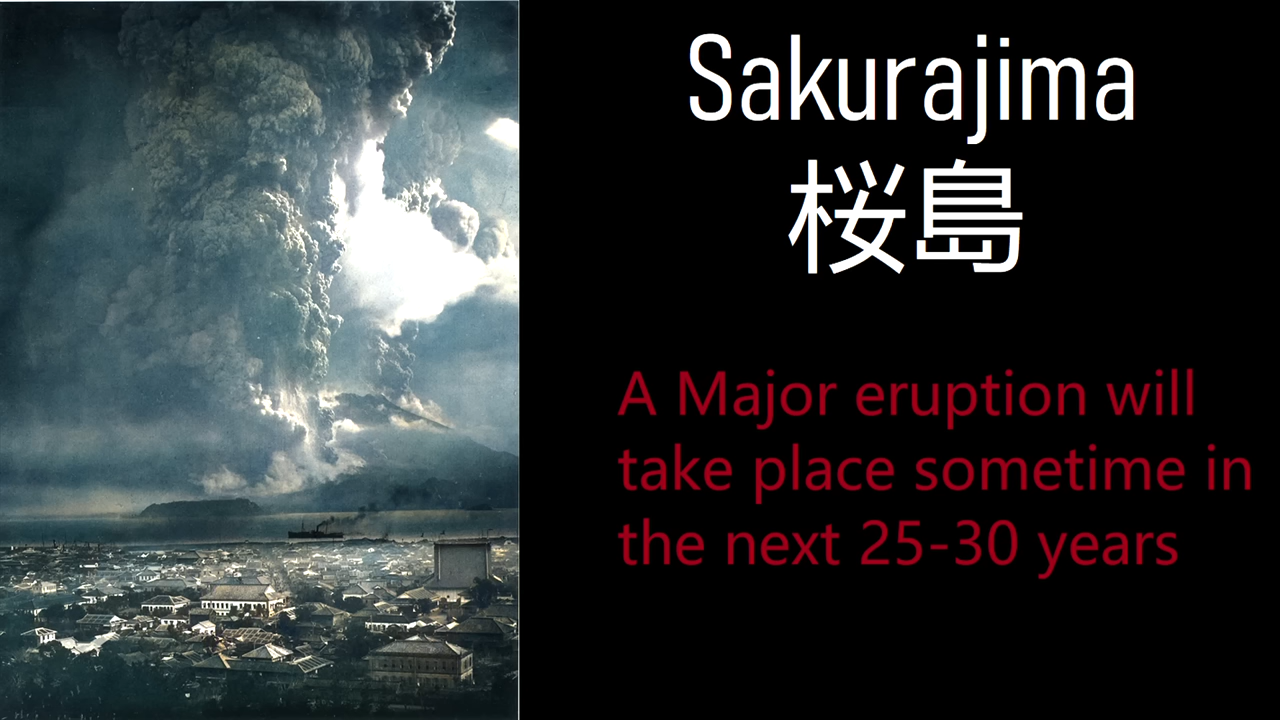 Sakurajima
桜島
A Major eruption will
take place sometime in
the next 25-30 years